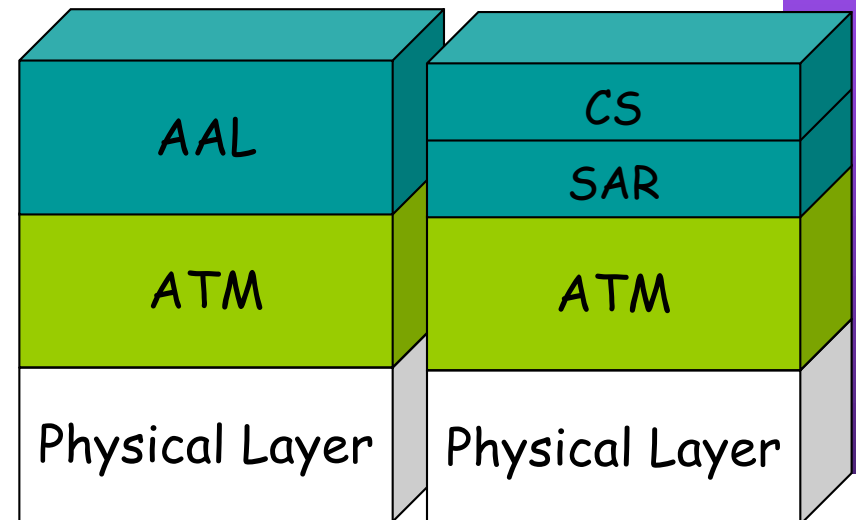 AAL
ATM
Physical Layer
CS
SAR
ATM
Physical Layer